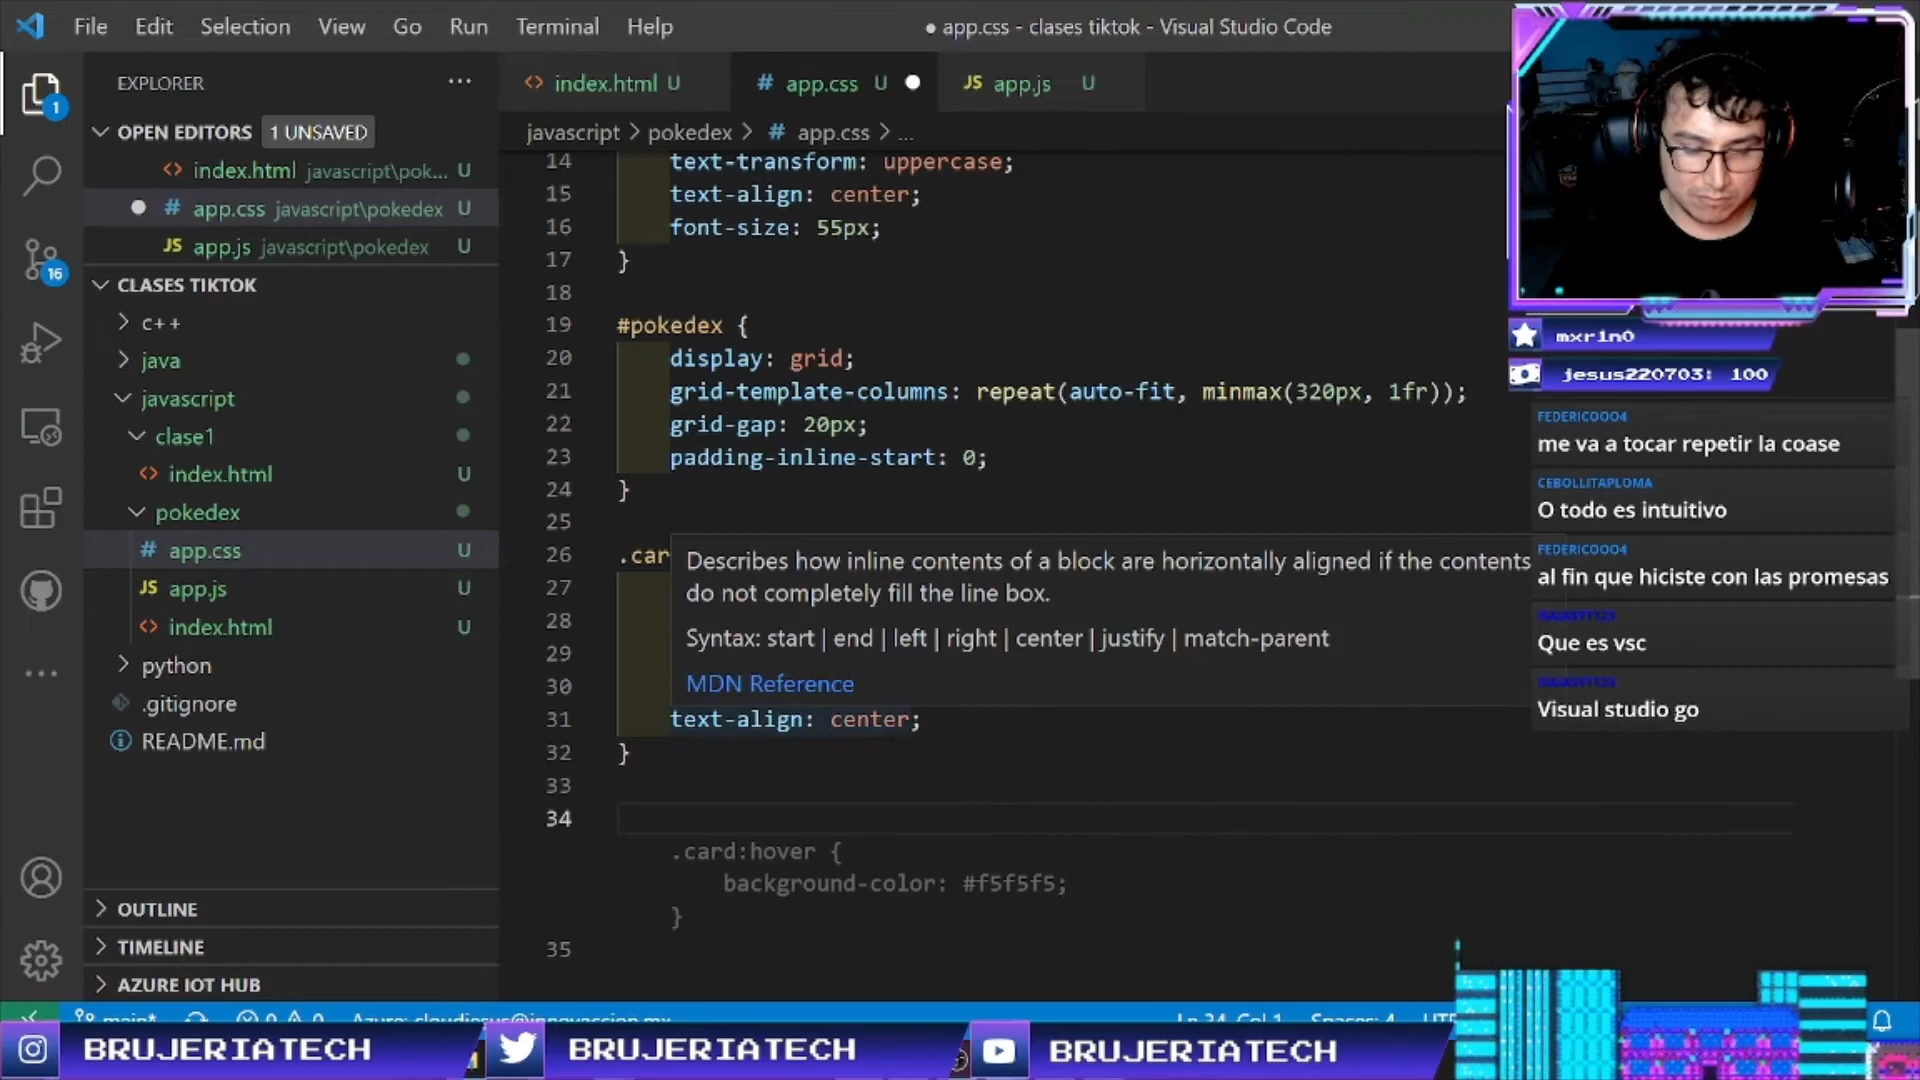 File Edit Selection View Go Run Terminal Help
app.css - clases tiktok - Visual Studio Code
EXPLORER
OPEN EDITORS 1 UNSAVED
index.html javascript\pok... U
app.css javascript\pokedex U
app.js javascript\pokedex U
CLASES TIKTOK
c++
java
javascript
clase1
index.html U
pokedex
app.css U
app.js U
index.html U
python
.gitignore
README.md
OUTLINE
TIMELINE
AZURE IOT HUB
1
16
index.html U
# app.css U
JS app.js U
javascript > pokedex > # app.css > ...
14 text-transform: uppercase;
15 text-align: center;
16 font-size: 55px;
17 }
18
19 #pokedex {
20 display: grid;
21 grid-template-columns: repeat(auto-fit, minmax(320px, 1fr));
22 grid-gap: 20px;
23 padding-inline-start: 0;
24 }
25
26 .car
27
28
29
30
Describes how inline contents of a block are horizontally aligned if the contents
do not completely fill the line box.
Syntax: start | end | left | right | center | justify | match-parent
MDN Reference
31 text-align: center;
32 }
33
34
.card:hover {
background-color: #f5f5f5;
}
35
mxr1n0
jesus220703: 100
FEDERICOOO4
me va a tocar repetir la coase
CEBOLLITAPLOMA
O todo es intuitivo
FEDERICOOO4
al fin que hiciste con las promesas
Que es vsc
Visual studio go
main*
Ln 34, Col 1 Spaces: 4
BRUJERIATECH
BRUJERIATECH
BRUJERIATECH